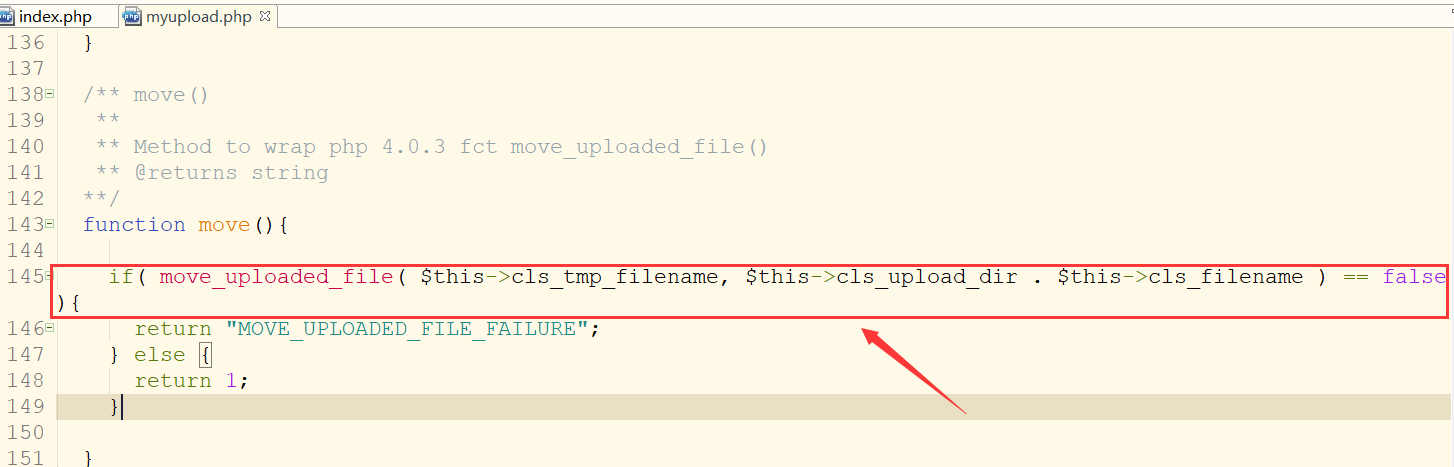 index.php myupload.php
136 }
137
138 /** move()
139 **
140 ** Method to wrap php 4.0.3 fct move_uploaded_file()
141 ** @returns string
142 **/
143 function move(){
144
145 if( move_uploaded_file( $this->cls_tmp_filename, $this->cls_upload_dir . $this->cls_filename ) == false
){
146 return "MOVE_UPLOADED_FILE_FAILURE";
147 } else {
148 return 1;
149 }
150
151 }